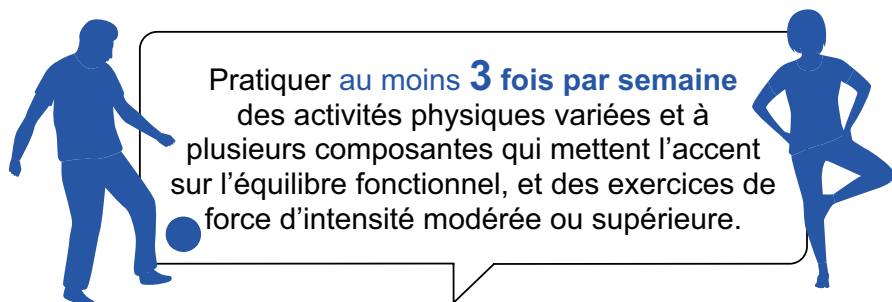 Pratiquer au moins 3 fois par semaine
des activités physiques variées et à
plusieurs composantes qui mettent l’accent
sur l’équilibre fonctionnel, et des exercices de
force d’intensité modérée ou supérieure.